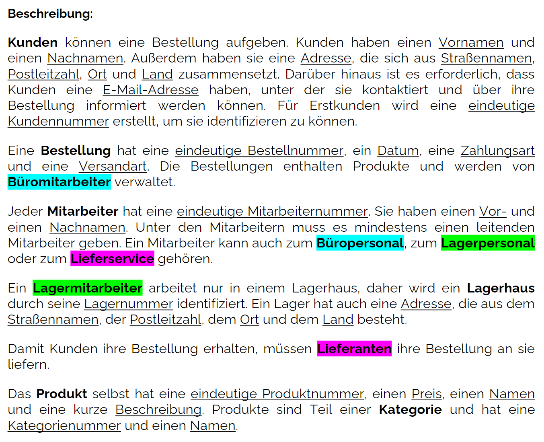 Beschreibung:
Kunden können eine Bestellung aufgeben. Kunden haben einen Vornamen und
einen Nachnamen. Außerdem haben sie eine Adresse, die sich aus Straßennamen,
Postleitzahl, Ort und Land zusammensetzt. Darüber hinaus ist es erforderlich, dass
Kunden eine E-Mail-Adresse haben, unter der sie kontaktiert und über ihre
Bestellung informiert werden können. Für Erstkunden wird eine eindeutige
Kundennummer erstellt, um sie identifizieren zu können.
Eine Bestellung hat eine eindeutige Bestellnummer, ein Datum, eine Zahlungsart
und eine Versandart. Die Bestellungen enthalten Produkte und werden von
Büromitarbeiter verwaltet.
Jeder Mitarbeiter hat eine eindeutige Mitarbeiternummer. Sie haben einen Vor- und
einen Nachnamen. Unter den Mitarbeitern muss es mindestens einen leitenden
Mitarbeiter geben. Ein Mitarbeiter kann auch zum Büropersonal, zum Lagerpersonal
oder zum Lieferservice gehören.
Ein Lagermitarbeiter arbeitet nur in einem Lagerhaus, daher wird ein Lagerhaus
durch seine Lagernummer identifiziert. Ein Lager hat auch eine Adresse, die aus dem
Straßennamen, der Postleitzahl, dem Ort und dem Land besteht.
Damit Kunden ihre Bestellung erhalten, müssen Lieferanten ihre Bestellung an sie
liefern.
Das Produkt selbst hat eine eindeutige Produktnummer, einen Preis, einen Namen
und eine kurze Beschreibung. Produkte sind Teil einer Kategorie und hat eine
Kategorienummer und einen Namen.